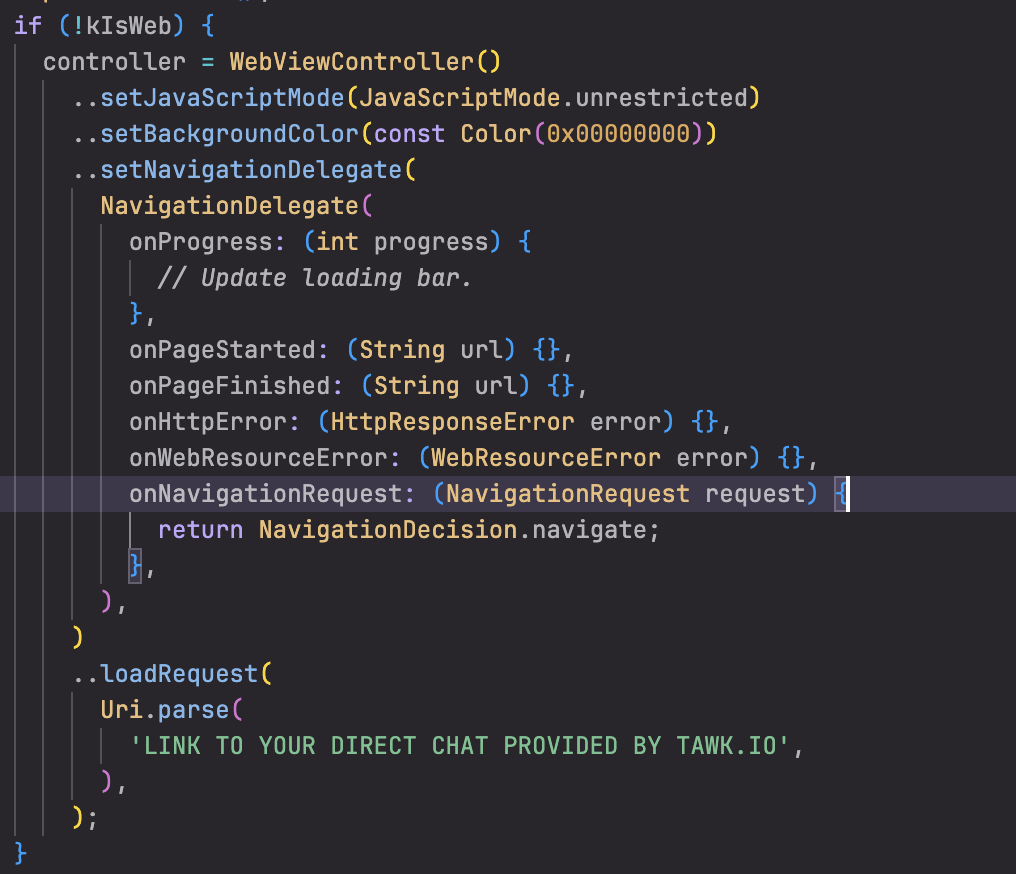 if (!kIsWeb) {
controller = WebViewController()
..setJavaScriptMode(JavaScriptMode.unrestricted)
..setBackgroundColor(const Color(0x00000000))
..setNavigationDelegate(
NavigationDelegate(
onProgress: (int progress) {
// Update loading bar.
},
onPageStarted: (String url) {},
onPageFinished: (String url) {},
onHttpError: (HttpResponseError error) {},
onWebResourceError: (WebResourceError error) {},
onNavigationRequest: (NavigationRequest request) {
return NavigationDecision.navigate;
},
),
)
..loadRequest(
Uri.parse(
'LINK TO YOUR DIRECT CHAT PROVIDED BY TAWK.IO',
),
);
}